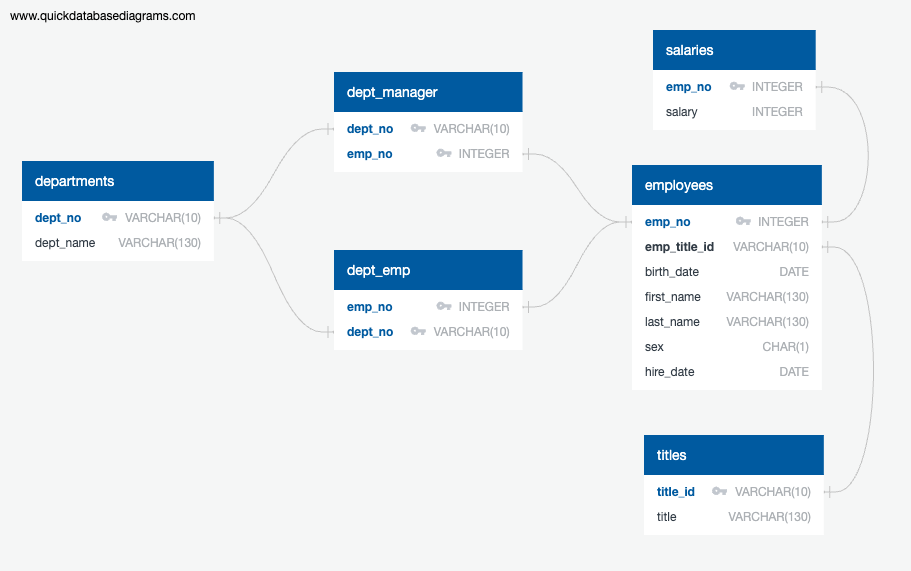 www.quickdatabasediagrams.com
departments
dept_no VARCHAR(10)
dept_name VARCHAR(130)
dept_manager
dept_no VARCHAR(10)
emp_no INTEGER
dept_emp
emp_no INTEGER
dept_no VARCHAR(10)
salaries
emp_no INTEGER
salary INTEGER
employees
emp_no INTEGER
emp_title_id VARCHAR(10)
birth_date DATE
first_name VARCHAR(130)
last_name VARCHAR(130)
sex CHAR(1)
hire_date DATE
titles
title_id VARCHAR(10)
title VARCHAR(130)